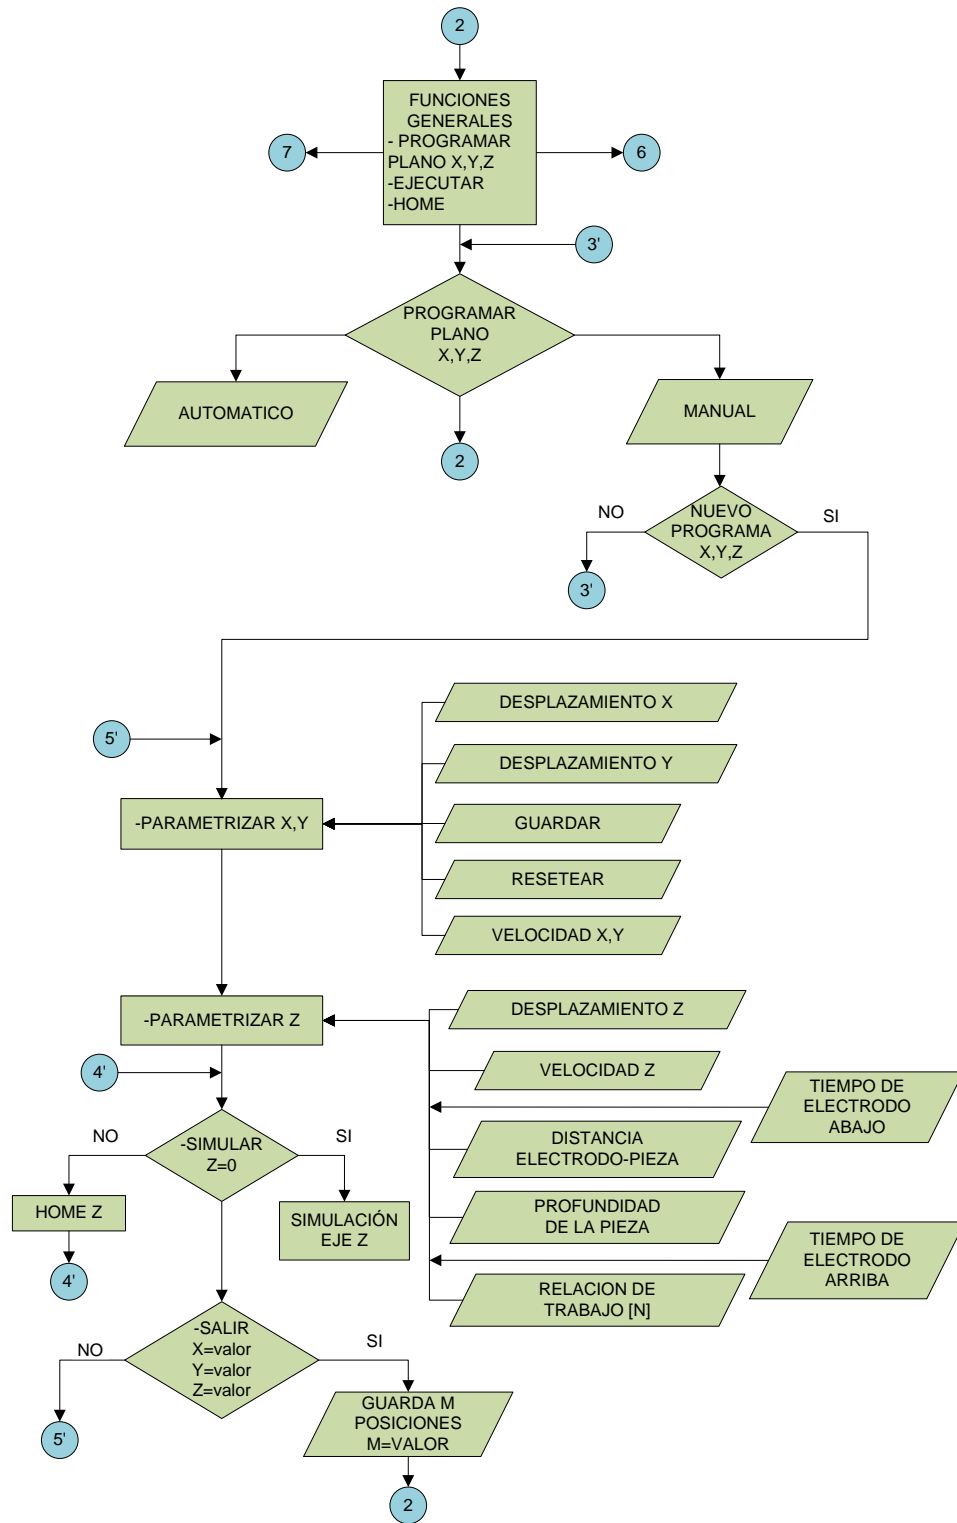 2
FUNCIONES
GENERALES
- PROGRAMAR
PLANO X,Y,Z
-EJECUTAR
-HOME
7
6
3'
PROGRAMAR
PLANO
X,Y,Z
AUTOMATICO
MANUAL
2
NUEVO
PROGRAMA
X,Y,Z
NO
SI
3'
5'
DESPLAZAMIENTO X
DESPLAZAMIENTO Y
-PARAMETRIZAR X,Y
GUARDAR
RESETEAR
VELOCIDAD X,Y
-PARAMETRIZAR Z
DESPLAZAMIENTO Z
VELOCIDAD Z
TIEMPO DE
ELECTRODO
ABAJO
DISTANCIA
ELECTRODO-PIEZA
PROFUNDIDAD
DE LA PIEZA
TIEMPO DE
ELECTRODO
ARRIBA
RELACION DE
TRABAJO [N]
4'
-SIMULAR
Z=0
NO
SI
HOME Z
SIMULACIÓN
EJE Z
4'
-SALIR
X=valor
Y=valor
Z=valor
NO
SI
5'
GUARDA M
POSICIONES
M=VALOR
2